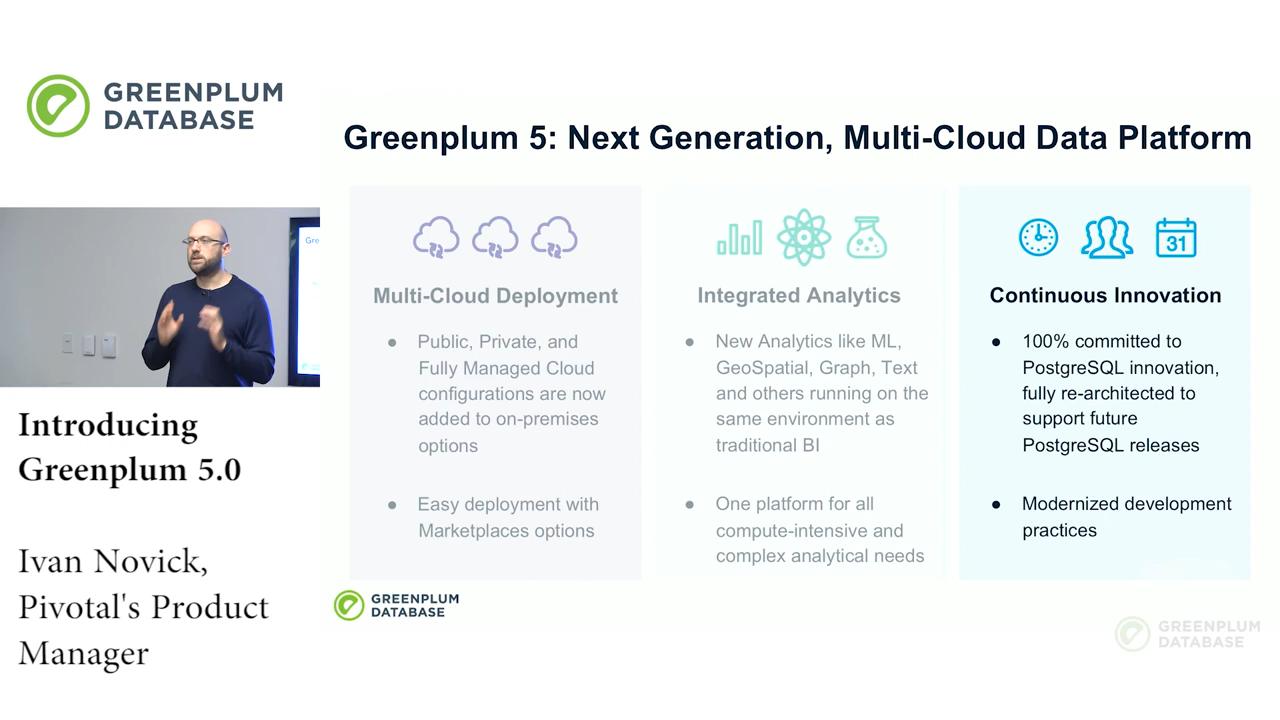 GREENPLUM
DATABASE
Greenplum 5: Next Generation, Multi-Cloud Data Platform
Gre
Introducing
Greenplum 5.0
Ivan Novick,
Pivotal's Product
Manager
Multi-Cloud Deployment
● Public, Private, and
Fully Managed Cloud
configurations are now
added to on-premises
options
● Easy deployment with
Marketplaces options
Integrated Analytics
● New Analytics like ML,
GeoSpatial, Graph, Text
and others running on the
same environment as
traditional BI
● One platform for all
compute-intensive and
complex analytical needs
31
Continuous Innovation
● 100% committed to
PostgreSQL innovation,
fully re-architected to
support future
PostgreSQL releases
● Modernized development
practices
GREENPLUM
DATABASE
GREENPLUM
DATABASE